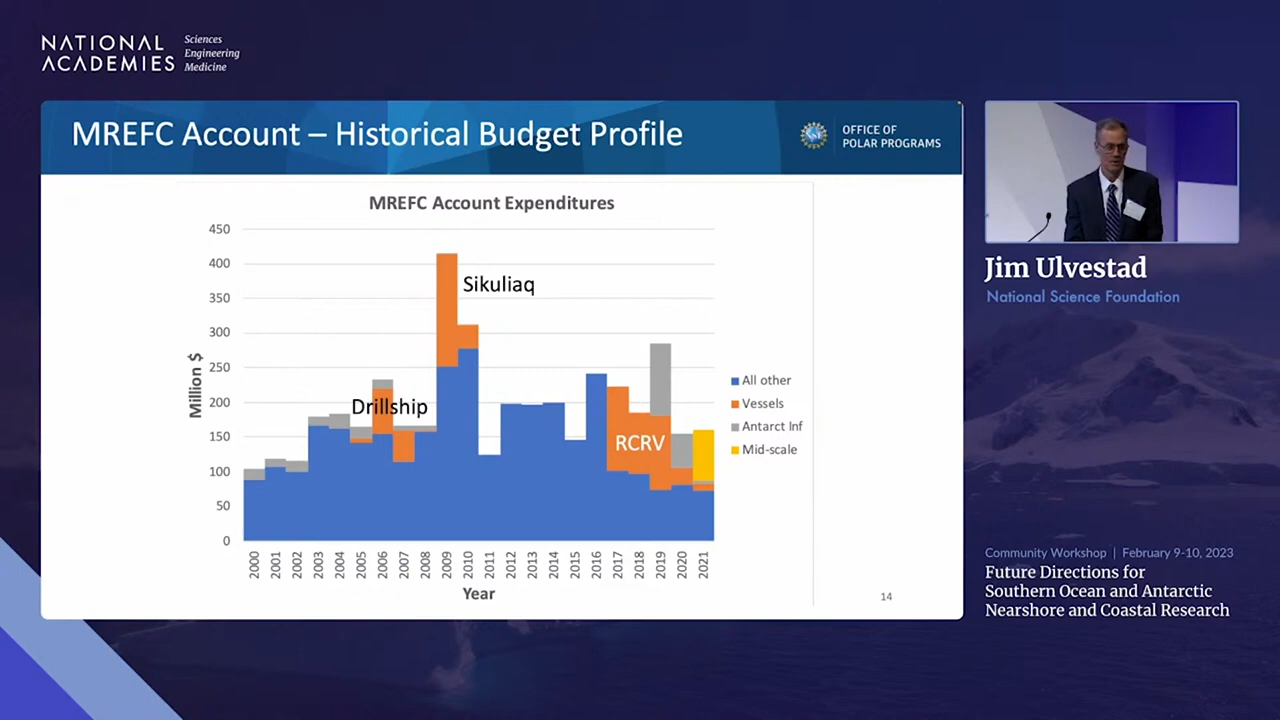 NATIONAL
ACADEMIES
Sciences
Engineering
Medicine
MREFC Account – Historical Budget Profile
OFFICE OF
POLAR PROGRAMS
MREFC Account Expenditures
450
400
350
300
250
200
150
100
50
0
Million $
Sikuliaq
Drillship
RCRV
All other
Vessels
Antarct Inf
Mid-scale
2000 2001 2002 2003 2004 2005 2006 2007 2008 2009 2010 2011 2012 2013 2014 2015 2016 2017 2018 2019 2020 2021
Year
14
Jim Ulvestad
National Science Foundation
Community Workshop | February 9-10, 2023
Future Directions for
Southern Ocean and Antarctic
Nearshore and Coastal Research